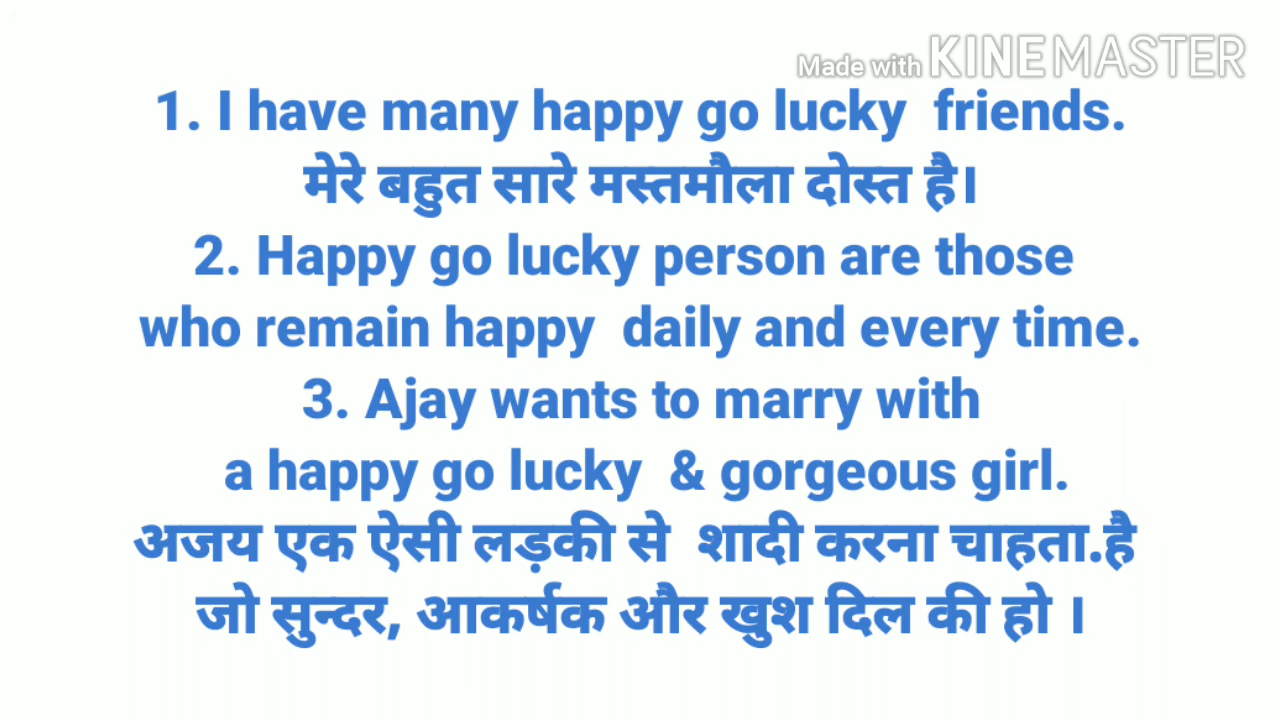 Made with KINEMASTER
1. I have many happy go lucky friends.
मेरे बहुत सारे मस्तमौला दोस्त है।
2. Happy go lucky person are those
who remain happy daily and every time.
3. Ajay wants to marry with
a happy go lucky & gorgeous girl.
अजय एक ऐसी लड़की से शादी करना चाहता.है
जो सुन्दर, आकर्षक और खुश दिल की हो ।